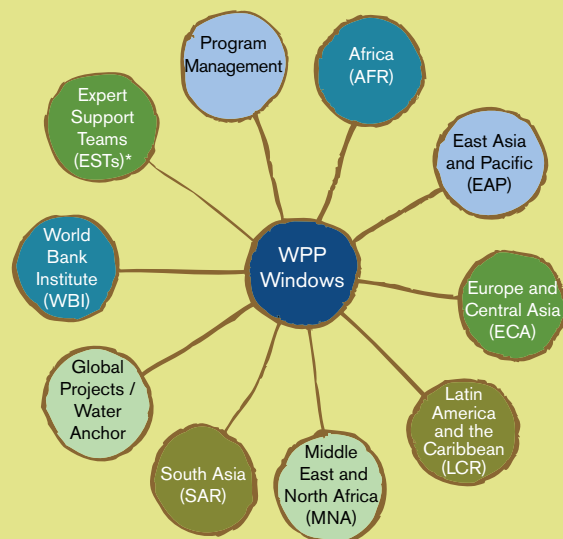 WPP
Windows
Program
Management
Africa
(AFR)
East Asia
and Pacific
(EAP)
Europe and
Central Asia
(ECA)
Latin
America
and the
Caribbean
(LCR)
Middle
East and
North Africa
(MNA)
South Asia
(SAR)
Global
Projects /
Water
Anchor
World
Bank
Institute
(WBI)
Expert
Support
Teams
(ESTs)*